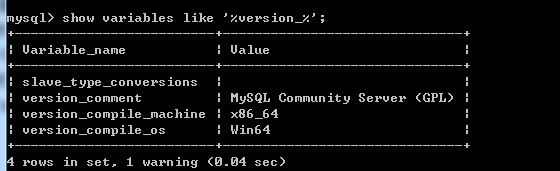 mysql> show variables like '%version_%';
+-------------------------+------------------------------+
| Variable_name           | Value                        |
+-------------------------+------------------------------+
| slave_type_conversions  |                              |
| version_comment         | MySQL Community Server (GPL) |
| version_compile_machine | x86_64                       |
| version_compile_os      | Win64                        |
+-------------------------+------------------------------+
4 rows in set, 1 warning (0.04 sec)